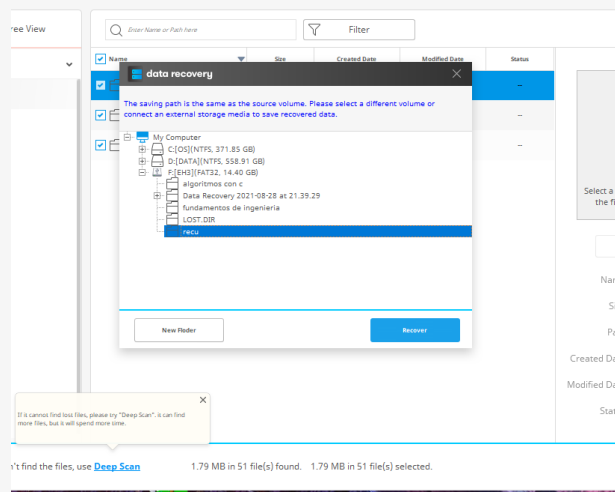 ree View
Enter Name or Path here
Filter
Name
Size
Created Date
Modified Date
Status
data recovery
The saving path is the same as the source volume. Please select a different volume or
connect an external storage media to save recovered data.
My Computer
C:[OS](NTFS, 371.85 GB)
D:[DATA](NTFS, 558.91 GB)
F:[EH3](FAT32, 14.40 GB)
algoritmos con c
Data Recovery 2021-08-28 at 21.39.29
fundamentos de ingenieria
LOST.DIR
recu
New Floder
Recover
Select a
the fi
Nar
S
Pa
Created Da
Modified Da
Stat
If it cannot find lost files, please try "Deep Scan". it can find
more files, but it will spend more time.
't find the files, use Deep Scan
1.79 MB in 51 file(s) found. 1.79 MB in 51 file(s) selected.